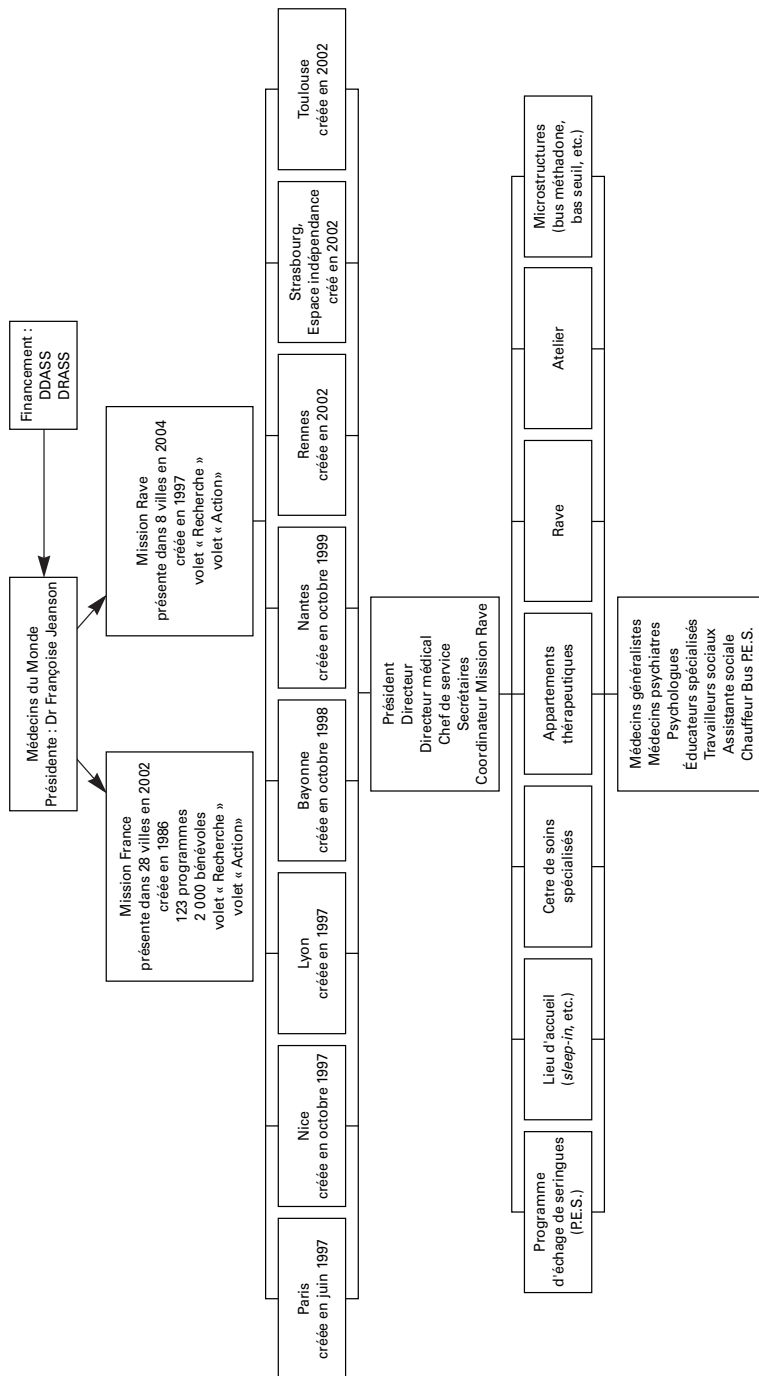 Financement :
DDASS
DRASS
Médecins du Monde
Présidente : Dr Françoise Jeanson
Mission France
présente dans 28 villes en 2002
créée en 1986
123 programmes
2 000 bénévoles
volet « Recherche »
volet « Action»
Mission Rave
présente dans 8 villes en 2004
créée en 1997
volet « Recherche »
volet « Action»
Paris
créée en juin 1997
Nice
créée en octobre 1997
Lyon
créée en 1997
Bayonne
créée en octobre 1998
Nantes
créée en octobre 1999
Rennes
créée en 2002
Strasbourg,
Espace indépendance
créé en 2002
Toulouse
créée en 2002
Président
Directeur
Directeur médical
Chef de service
Secrétaires
Coordinateur Mission Rave
Programme
d'échage de seringues
(P.E.S.)
Lieu d'accueil
(sleep-in, etc.)
Cetre de soins
spécialisés
Appartements
thérapeutiques
Rave
Atelier
Microstructures
(bus méthadone,
bas seuil, etc.)
Médecins généralistes
Médecins psychiatres
Psychologues
Éducateurs spécialisés
Travailleurs sociaux
Assistante sociale
Chauffeur Bus P.E.S.